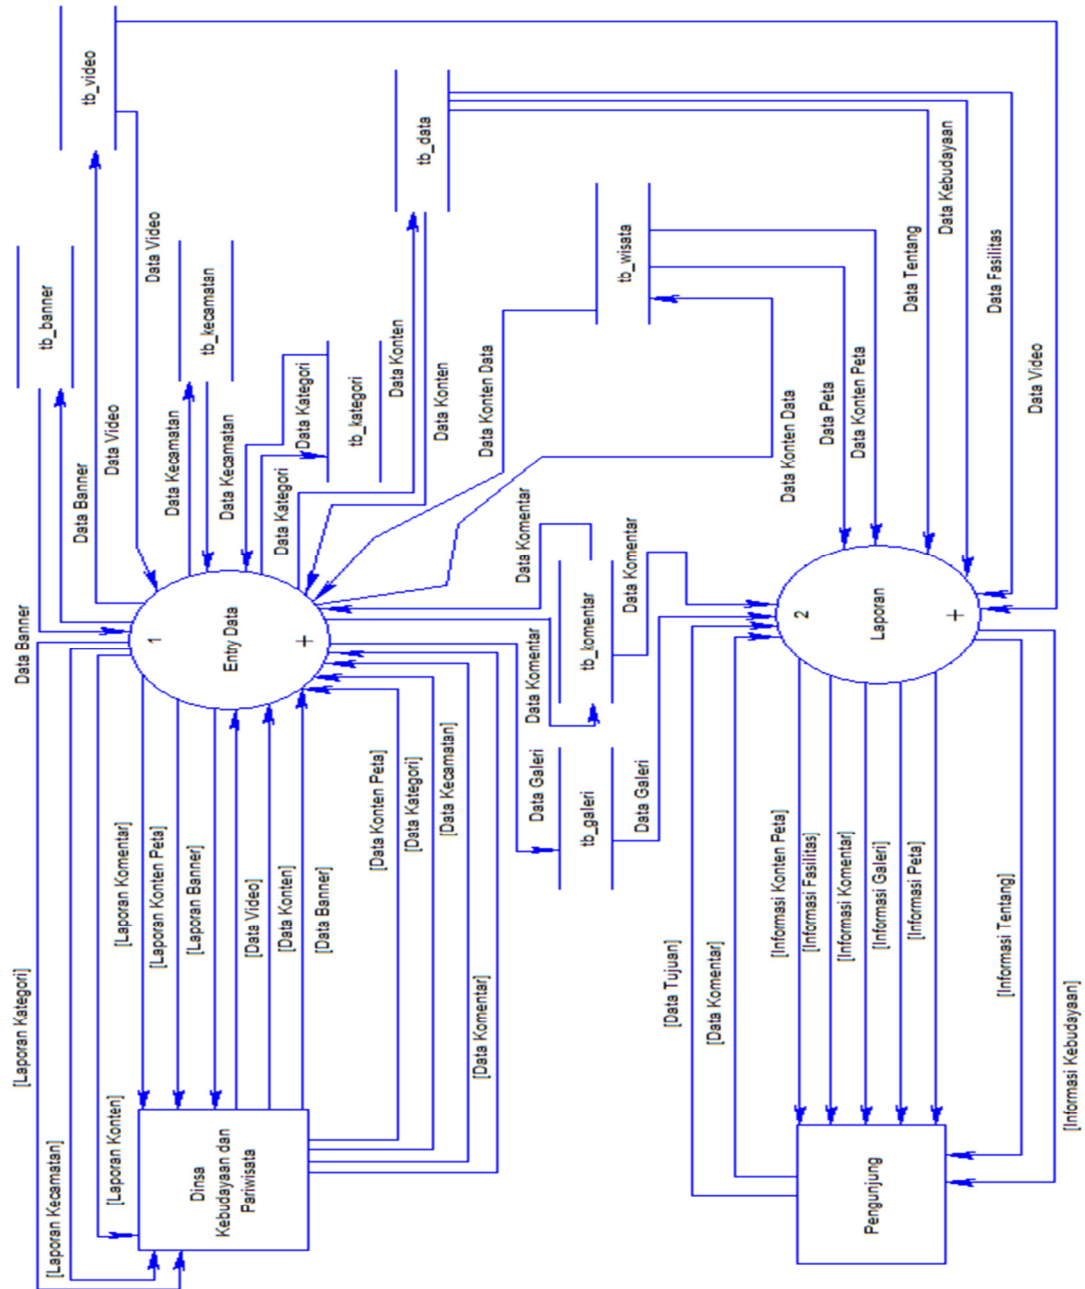 [Laporan Kategori]
[Laporan Kecamatan]
[Laporan Konten]
Dinsa
Kebudayaan dan
Pariwisata
[Laporan Komentar]
[Laporan Konten Peta]
[Laporan Banner]
[Data Video]
[Data Konten]
[Data Banner]
[Data Konten Peta]
[Data Kategori]
[Data Kecamatan]
[Data Komentar]
1
Entry Data
+
Data Banner
Data Banner
tb_banner
Data Video
Data Video
tb_video
Data Kecamatan
Data Kecamatan
tb_kecamatan
Data Kategori
Data Kategori
tb_kategori
Data Konten
Data Konten
tb_data
Data Konten Data
Data Konten Data
tb_wisata
Data Komentar
Data Komentar
tb_komentar
Data Komentar
Data Galeri
tb_galeri
Data Galeri
Data Peta
Data Konten Peta
Data Tentang
Data Kebudayaan
Data Fasilitas
Data Video
2
Laporan
+
[Data Tujuan]
[Data Komentar]
[Informasi Konten Peta]
[Informasi Fasilitas]
[Informasi Komentar]
[Informasi Galeri]
[Informasi Peta]
[Informasi Tentang]
[Informasi Kebudayaan]
Pengunjung